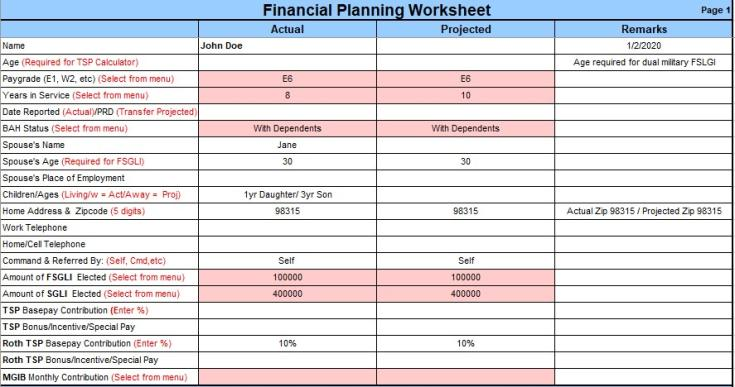 Financial Planning Worksheet Page 1
Actual Projected Remarks
Name John Doe 1/2/2020
Age (Required for TSP Calculator) Age required for dual military FSLGI
Paygrade (E1, W2, etc) (Select from menu) E6 E6
Years in Service (Select from menu) 8 10
Date Reported (Actual)/PRD (Transfer Projected)
BAH Status (Select from menu) With Dependents With Dependents
Spouse's Name Jane
Spouse's Age (Required for FSGLI) 30 30
Spouse's Place of Employment
Children/Ages (Living/w = Act/Away = Proj) 1yr Daughter/ 3yr Son
Home Address & Zipcode (5 digits) 98315 98315 Actual Zip 98315 / Projected Zip 98315
Work Telephone
Home/Cell Telephone
Command & Referred By: (Self, Cmd,etc) Self Self
Amount of FSGLI Elected (Select from menu) 100000 100000
Amount of SGLI Elected (Select from menu) 400000 400000
TSP Basepay Contribution (Enter %)
TSP Bonus/Incentive/Special Pay
Roth TSP Basepay Contribution (Enter %) 10% 10%
Roth TSP Bonus/Incentive/Special Pay
MGIB Monthly Contribution (Select from menu)